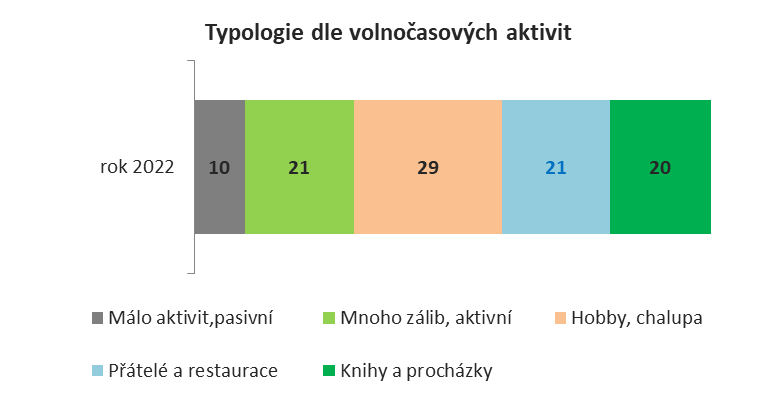 Typologie dle volnočasových aktivit
rok 2022 10 21 29 21 20
Málo aktivit,pasivní Mnoho zálib, aktivní Hobby, chalupa
Přátelé a restaurace Knihy a procházky